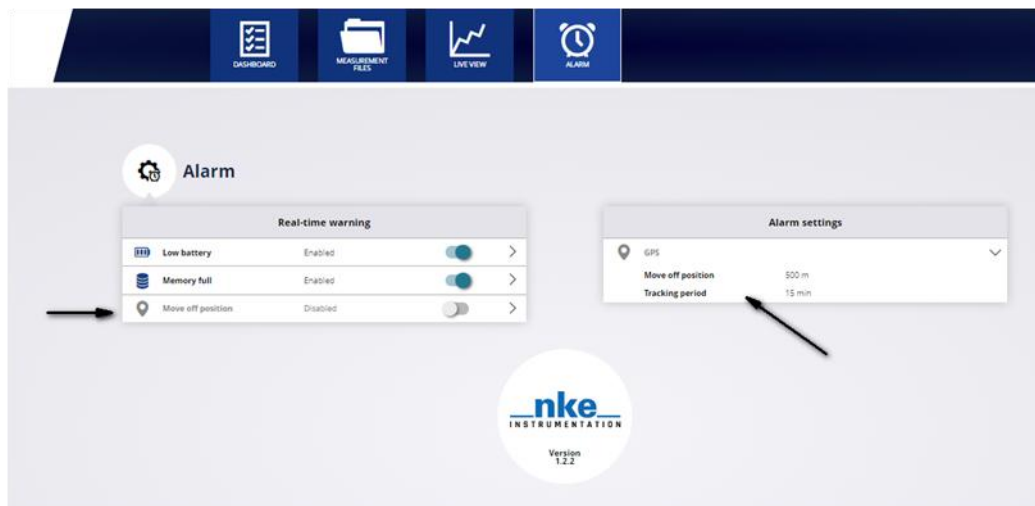 DASHBOARD
MEASUREMENT
FILES
LIVE VIEW
ALARM
Alarm
Real-time warning
Low battery Enabled
Memory full Enabled
Move off position Disabled
Alarm settings
GPS
Move off position 500 m
Tracking period 15 min
nke
INSTRUMENTATION
Version
1.2.2